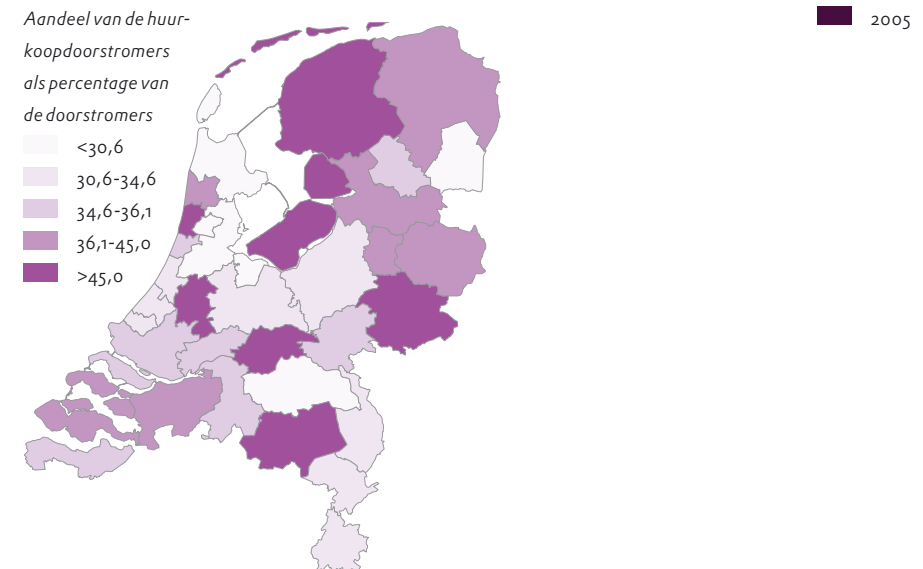 Aandeel van de huur-
koopdoorstromers
als percentage van
de doorstromers
<30,6
30,6-34,6
34,6-36,1
36,1-45,0
>45,0
2005